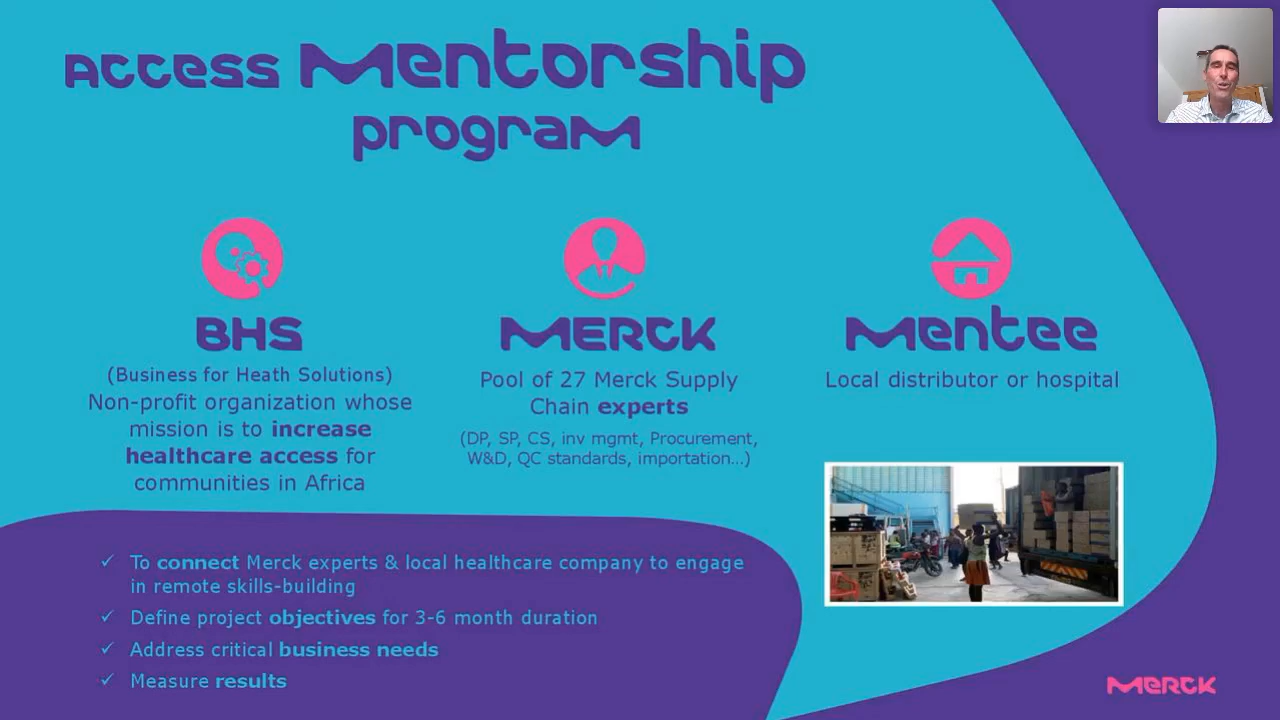 Access Mentorship
program
BHS
(Business for Heath Solutions)
Non-profit organization whose
mission is to increase
healthcare access for
communities in Africa
MERCK
Pool of 27 Merck Supply
Chain experts
(DP, SP, CS, inv mgmt, Procurement,
W&D, QC standards, importation...)
Mentee
Local distributor or hospital
✓ To connect Merck experts & local healthcare company to engage
in remote skills-building
✓ Define project objectives for 3-6 month duration
✓ Address critical business needs
✓ Measure results
MERCK